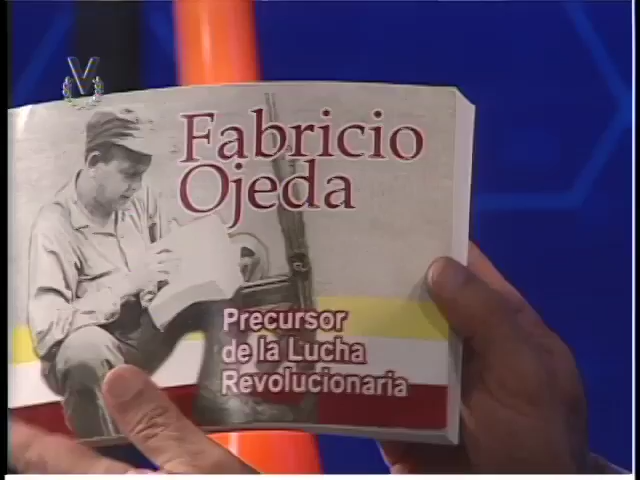 V
Fabricio
Ojeda
Precursor
de la Lucha
Revolucionaria